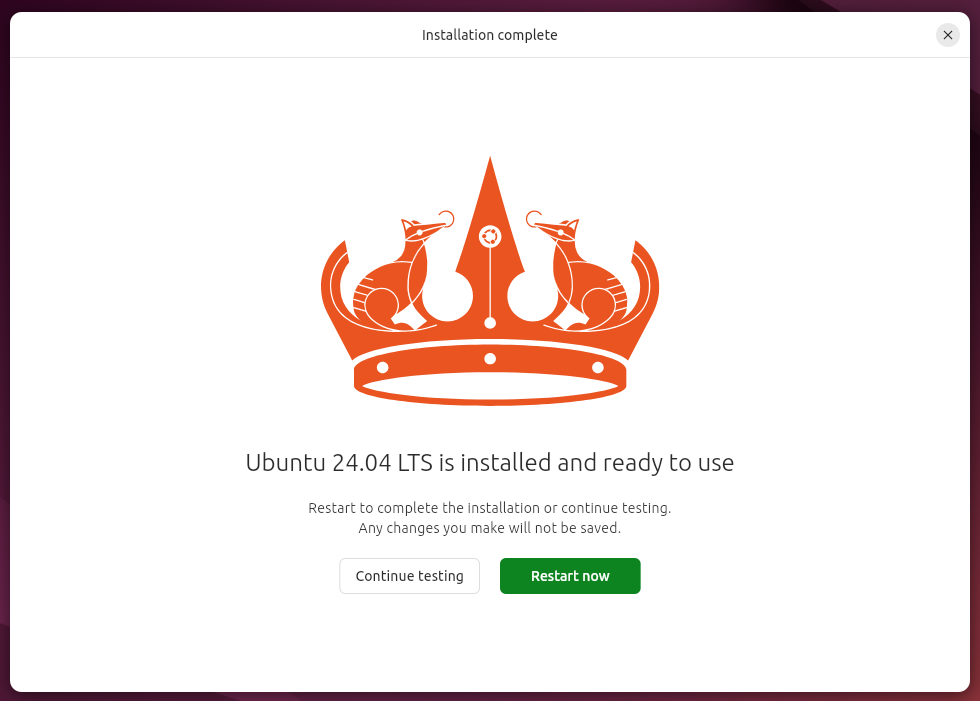 Installation complete
Ubuntu 24.04 LTS is installed and ready to use
Restart to complete the installation or continue testing.
Any changes you make will not be saved.
Continue testing
Restart now